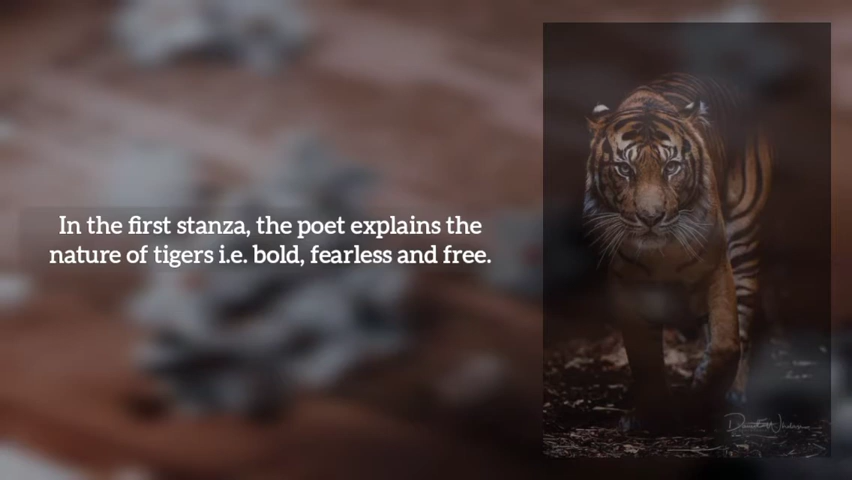 In the first stanza, the poet explains the
nature of tigers i.e. bold, fearless and free.